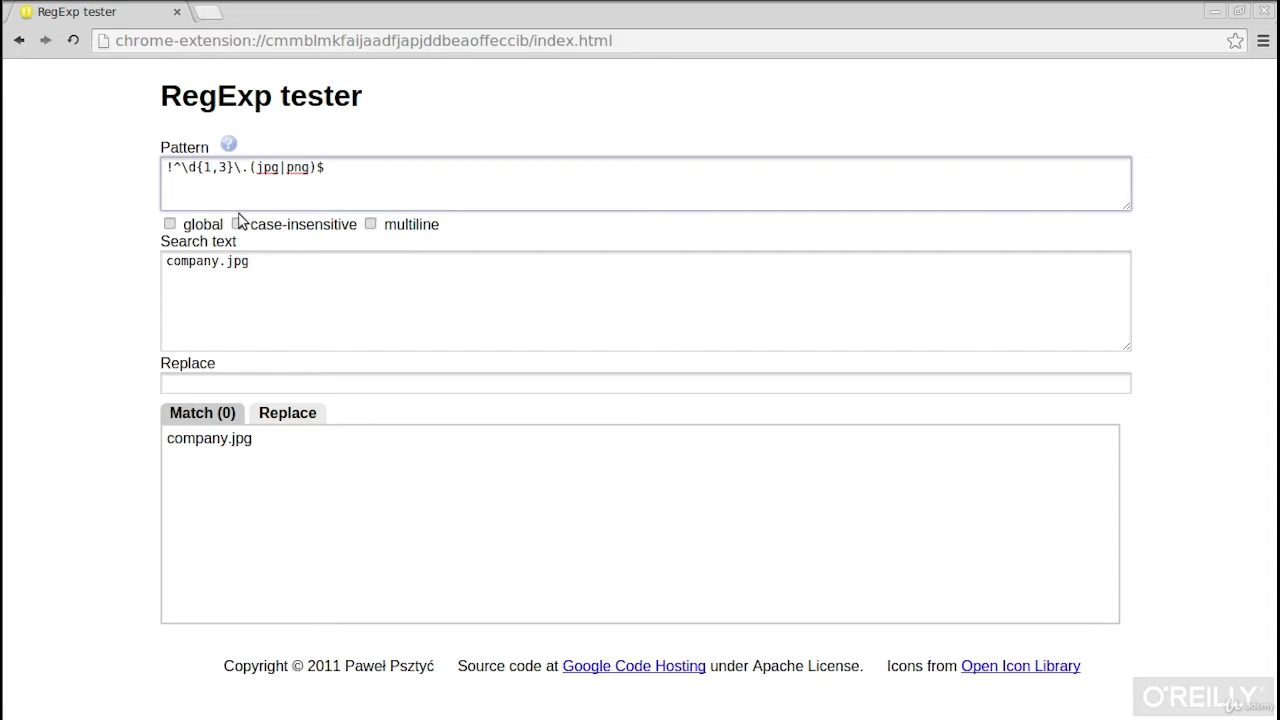 RegExp tester
chrome-extension://cmmblmkfaijaadfjapjddbeaoffeccib/index.html
RegExp tester
Pattern ?
!^\d{1,3}\.(jpg|png)$
global case-insensitive multiline
Search text
company.jpg
Replace
Match (0) Replace
company.jpg
Copyright © 2011 Paweł Psztyć Source code at Google Code Hosting under Apache License. Icons from Open Icon Library
O'REILLY
Udemy